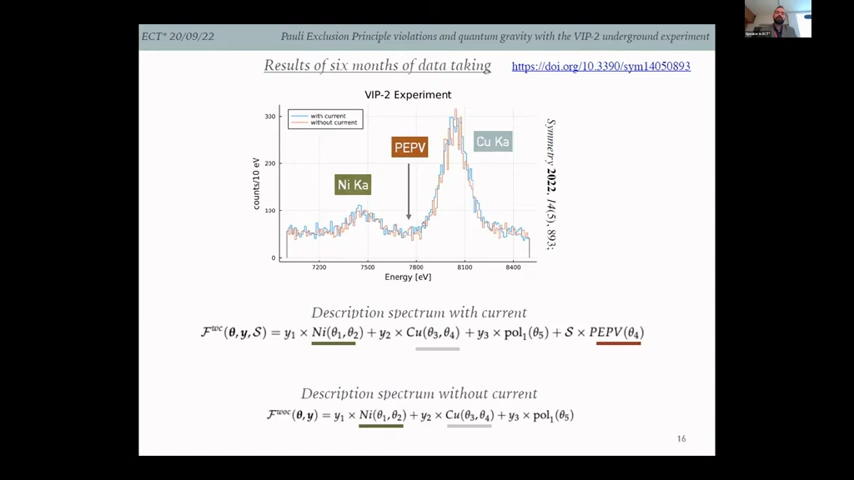 ECT* 20/09/22
Pauli Exclusion Principle violations and quantum gravity with the VIP-2 underground experiment
Results of six months of data taking
https://doi.org/10.3390/sym14050893
VIP-2 Experiment
with current
without current
PEPV
Cu Ka
Ni Ka
counts/10 eV
330
230
130
0
7200 7500 7800 8100 8400
Energy [eV]
Symmetry 2022, 14(5), 893;
Description spectrum with current
𝓕ʷᶜ(θ, y, 𝒮) = y₁ × Ni(θ₁, θ₂) + y₂ × Cu(θ₃, θ₄) + y₃ × pol₁(θ₅) + 𝒮 × PEPV(θ₄)
Description spectrum without current
𝓕ʷᵒᶜ(θ, y) = y₁ × Ni(θ₁, θ₂) + y₂ × Cu(θ₃, θ₄) + y₃ × pol₁(θ₅)
16